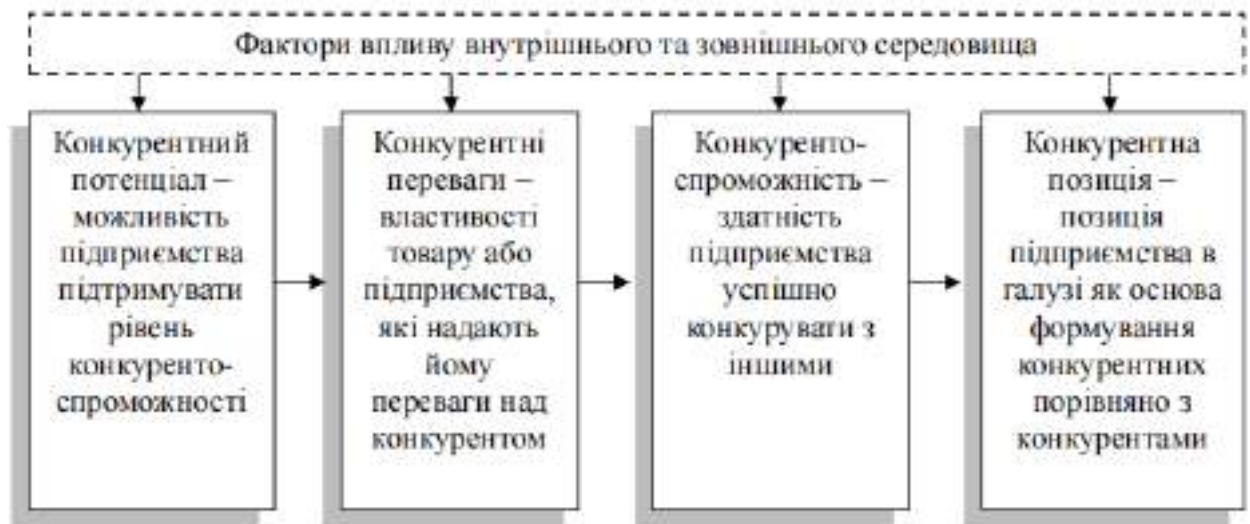 Фактори впливу внутрішнього та зовнішнього середовища
Конкурентний
потенціал –
можливість
підприємства
підтримувати
рівень
конкуренто-
спроможності
Конкурентні
переваги –
властивості
товару або
підприємства,
які надають
йому
переваги над
конкурентом
Конкуренто-
спроможність –
здатність
підприємства
успішно
конкурувати з
іншими
Конкурентна
позиція –
позиція
підприємства в
галузі як основа
формування
конкурентних
порівняно з
конкурентами